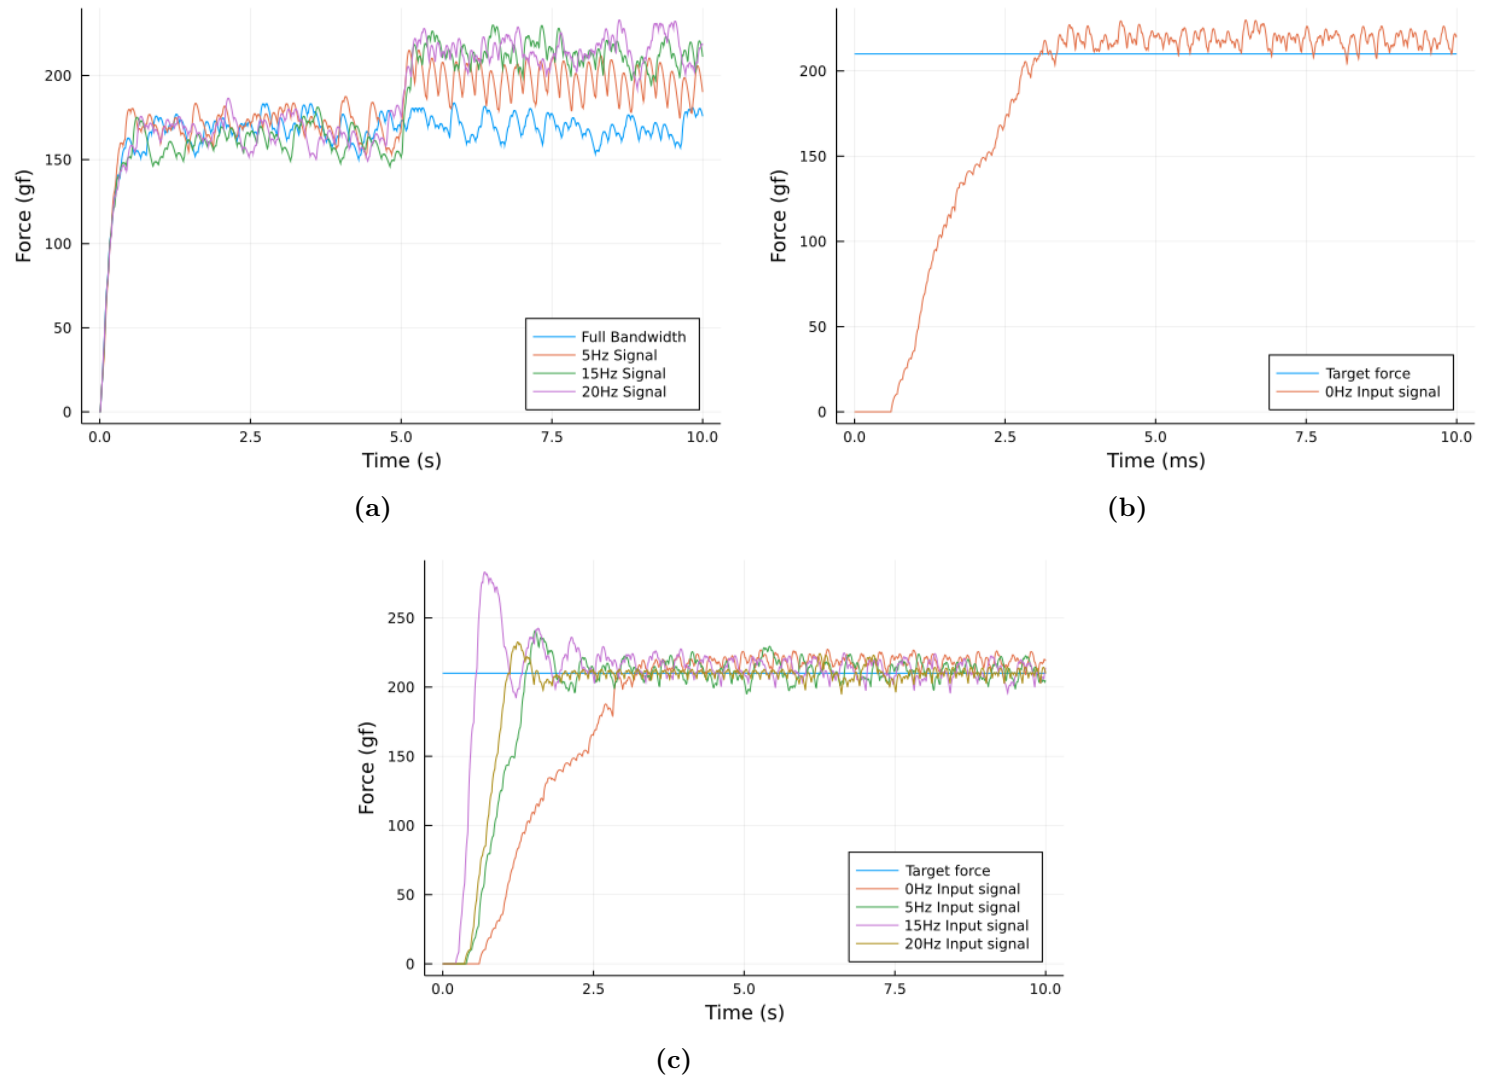 200
150
100
50
0
Force (gf)
0.0 2.5 5.0 7.5 10.0
Time (s)
Full Bandwidth
5Hz Signal
15Hz Signal
20Hz Signal
(a)
200
150
100
50
0
Force (gf)
0.0 2.5 5.0 7.5 10.0
Time (ms)
Target force
0Hz Input signal
(b)
250
200
150
100
50
0
Force (gf)
0.0 2.5 5.0 7.5 10.0
Time (s)
Target force
0Hz Input signal
5Hz Input signal
15Hz Input signal
20Hz Input signal
(c)